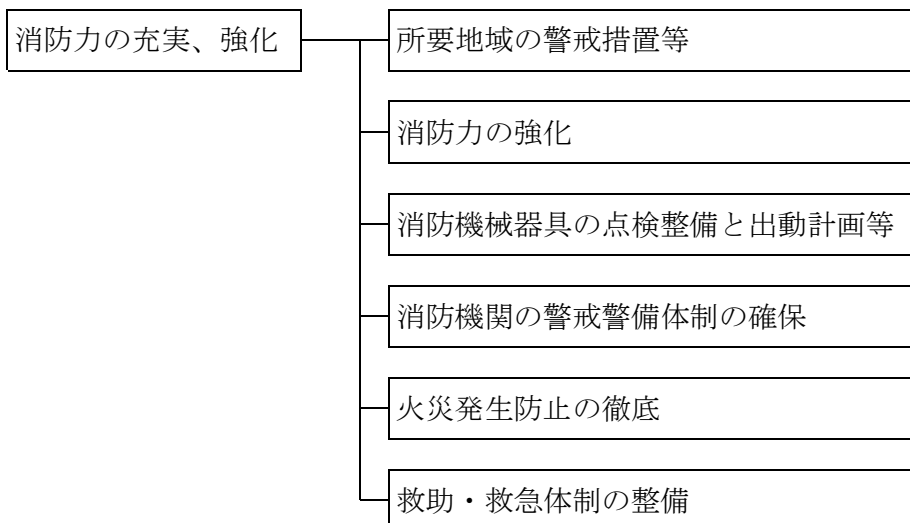 消防力の充実、強化
所要地域の警戒措置等
消防力の強化
消防機械器具の点検整備と出動計画等
消防機関の警戒警備体制の確保
火災発生防止の徹底
救助・救急体制の整備